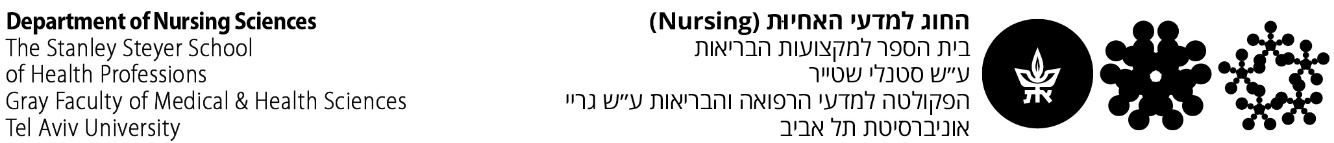 Department of Nursing Sciences
The Stanley Steyer School
of Health Professions
Gray Faculty of Medical & Health Sciences
Tel Aviv University
החוג למדעי האחיוּת (Nursing)
בית הספר למקצועות הבריאות
ע״ש סטנלי שטייר
הפקולטה למדעי הרפואה והבריאות ע״ש גריי
אוניברסיטת תל אביב